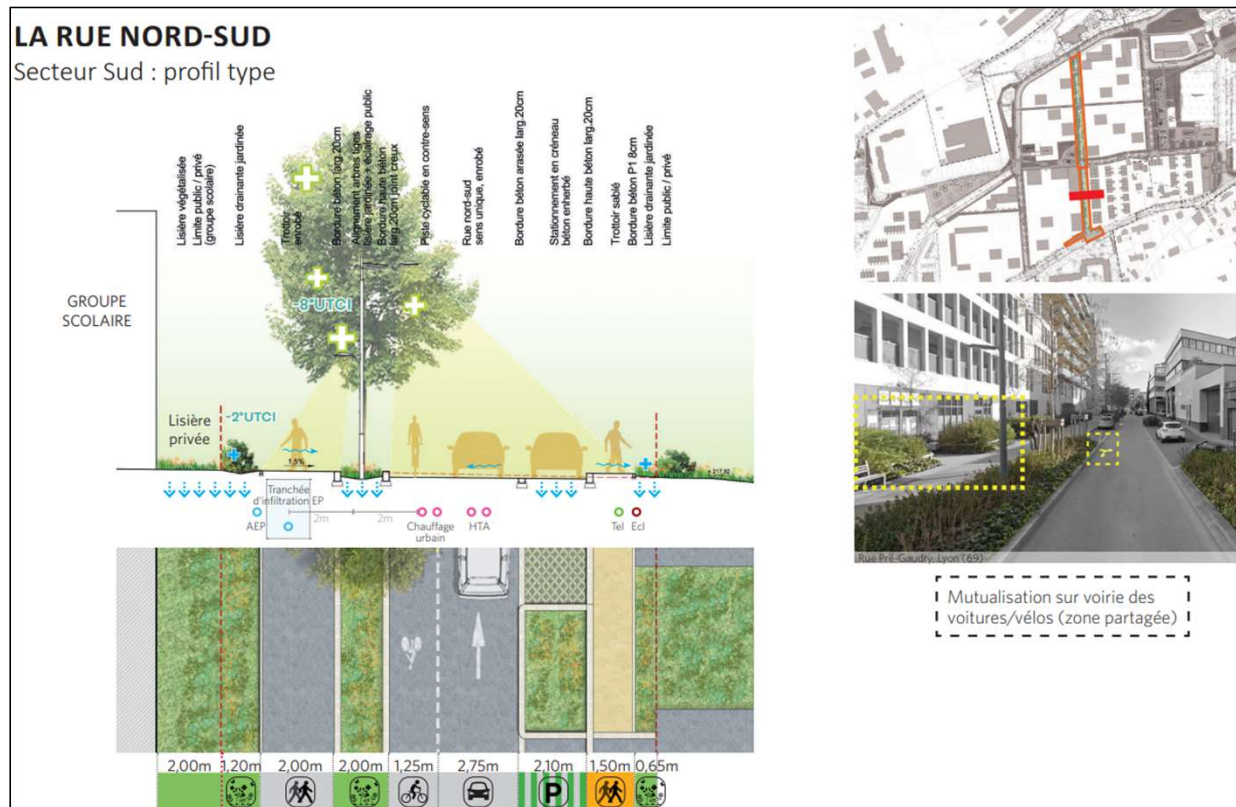 LA RUE NORD-SUD
Secteur Sud : profil type
Lisière végétalisée
Limite public / privé
(groupe scolaire)
Lisière drainante jardinée
Trottoir
enrobé
Bordure béton larg.20cm
Alignement arbres tiges
lisière jardinée + éclairage public
Bordure haute béton
larg.20cm joint creux
Piste cyclable en contre-sens
Rue nord-sud
sens unique, enrobé
Bordure béton arasée larg.20cm
Stationnement en créneau
béton enherbé
Bordure haute béton larg.20cm
Trottoir sablé
Bordure béton P1 8cm
Lisière drainante jardinée
Limite public / privé
GROUPE
SCOLAIRE
-8°UTCI
-2°UTCI
Lisière
privée
1,5%
217,92
Tranchée
d'infiltration EP
2m
2m
AEP
Chauffage
urbain
HTA
Tel
Ecl
2,00m
1,20m
2,00m
2,00m
1,25m
2,75m
2,10m
1,50m
0,65m
P
Rue Pré-Gaudry, Lyon (69)
Mutualisation sur voirie des
voitures/vélos (zone partagée)